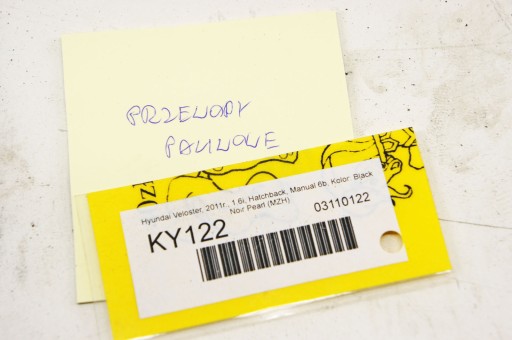 PRZEWODY
PALIWOWE
Hyundai Veloster, 2011r., 1.6i, Hatchback, Manual 6b, Kolor: Black
Noir Pearl (MZH)
KY122
03110122